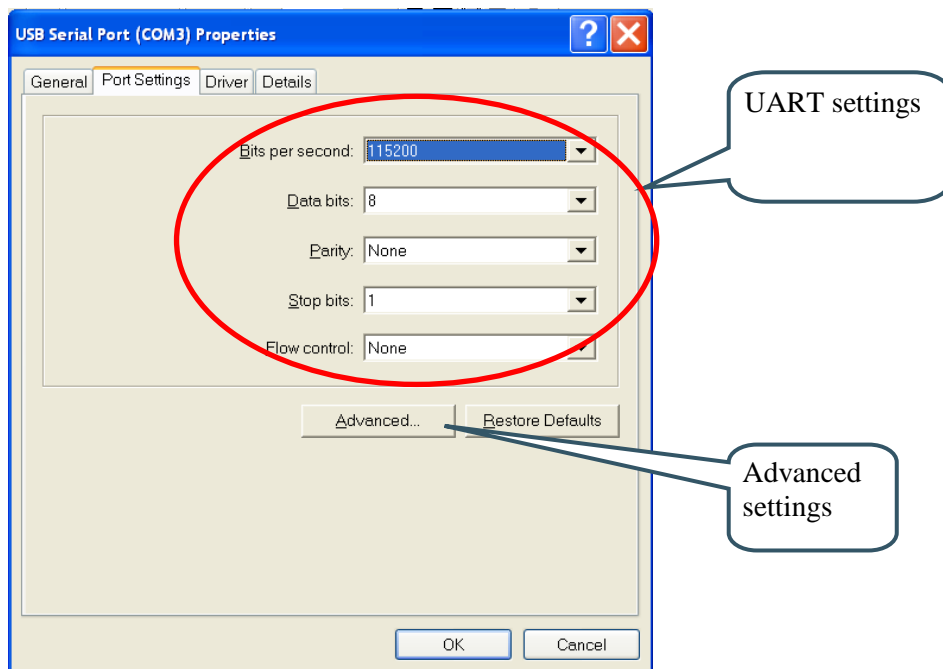 USB Serial Port (COM3) Properties
General Port Settings Driver Details
Bits per second: 115200
Data bits: 8
Parity: None
Stop bits: 1
Flow control: None
Advanced... Restore Defaults
OK Cancel
UART settings
Advanced
settings